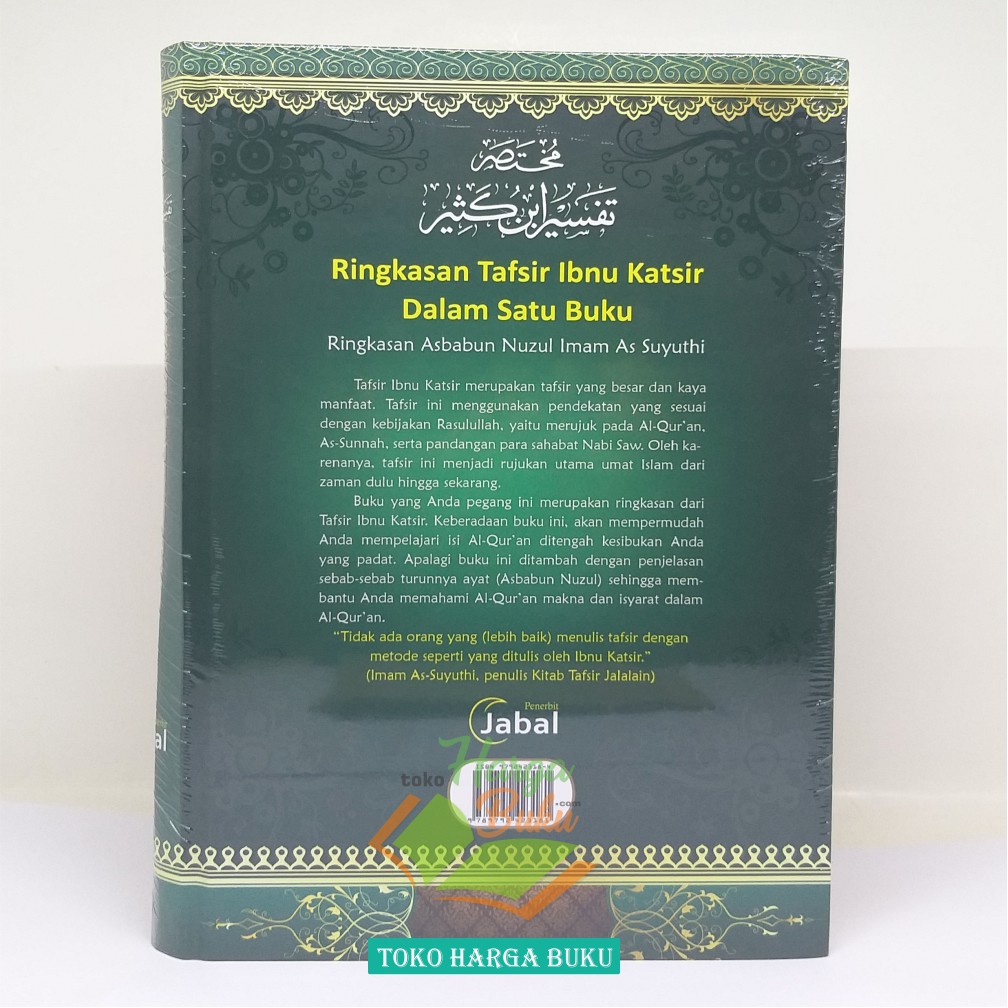 مُختَصَر
تَفسِير ابنُ كَثِير
Ringkasan Tafsir Ibnu Katsir
Dalam Satu Buku
Ringkasan Asbabun Nuzul Imam As Suyuthi
Tafsir Ibnu Katsir merupakan tafsir yang besar dan kaya
manfaat. Tafsir ini menggunakan pendekatan yang sesuai
dengan kebijakan Rasulullah, yaitu merujuk pada Al-Qur'an,
As-Sunnah, serta pandangan para sahabat Nabi Saw. Oleh ka-
renanya, tafsir ini menjadi rujukan utama umat Islam dari
zaman dulu hingga sekarang.
Buku yang Anda pegang ini merupakan ringkasan dari
Tafsir Ibnu Katsir. Keberadaan buku ini, akan mempermudah
Anda mempelajari isi Al-Qur'an ditengah kesibukan Anda
yang padat. Apalagi buku ini ditambah dengan penjelasan
sebab-sebab turunnya ayat (Asbabun Nuzul) sehingga mem-
bantu Anda memahami Al-Qur'an makna dan isyarat dalam
Al-Qur'an.
"Tidak ada orang yang (lebih baik) menulis tafsir dengan
metode seperti yang ditulis oleh Ibnu Katsir."
(Imam As-Suyuthi, penulis Kitab Tafsir Jalalain)
Penerbit
Jabal
toko Harga
Buku .com
TOKO HARGA BUKU